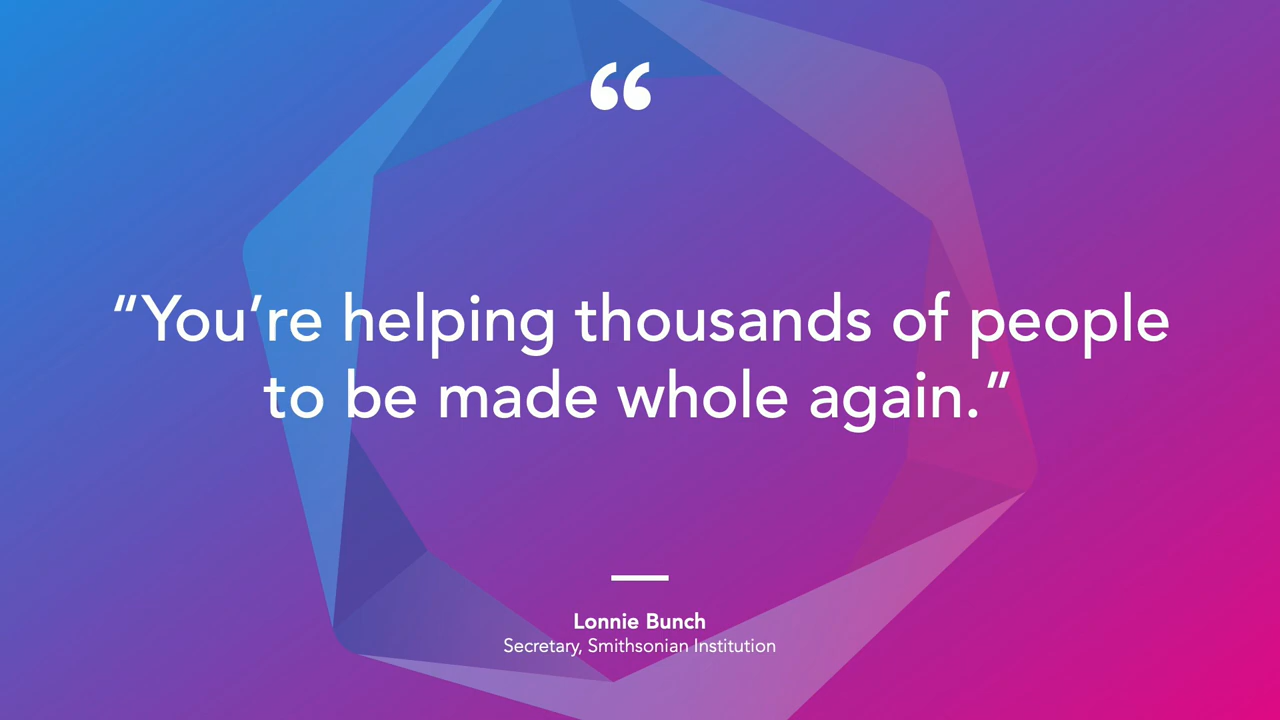 “
“You’re helping thousands of people
to be made whole again.”
Lonnie Bunch
Secretary, Smithsonian Institution